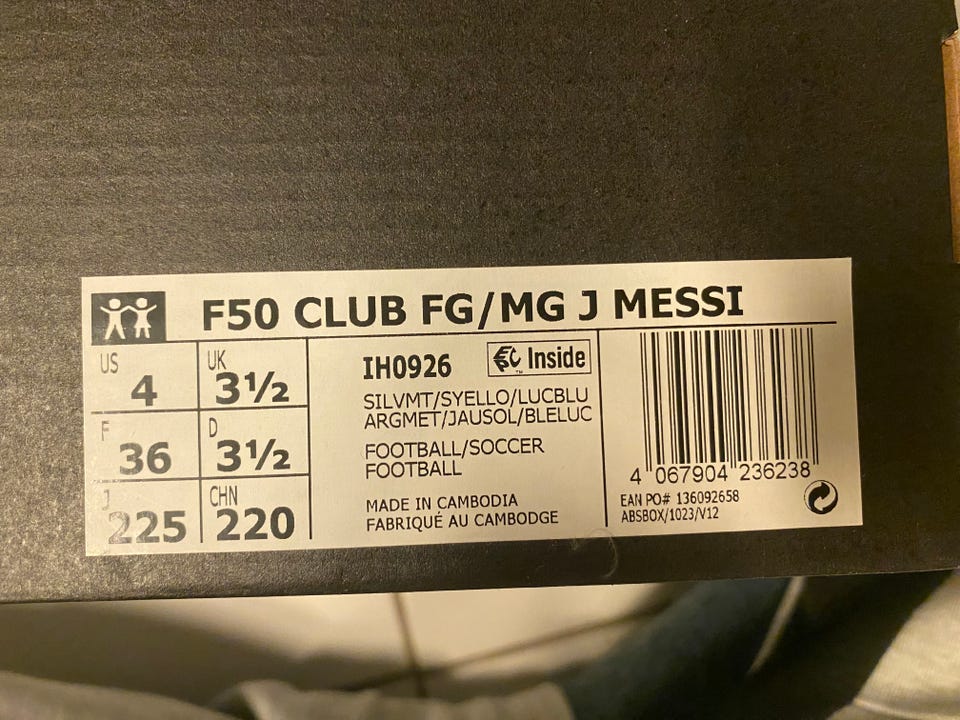 F50 CLUB FG/MG J MESSI
US 4
UK 3½
F 36
D 3½
J 225
CHN 220
IH0926
Inside
™
SILVMT/SYELLO/LUCBLU
ARGMET/JAUSOL/BLELUC
FOOTBALL/SOCCER
FOOTBALL
MADE IN CAMBODIA
FABRIQUÉ AU CAMBODGE
4 067904 236238
EAN PO# 136092658
ABSBOX/1023/V12